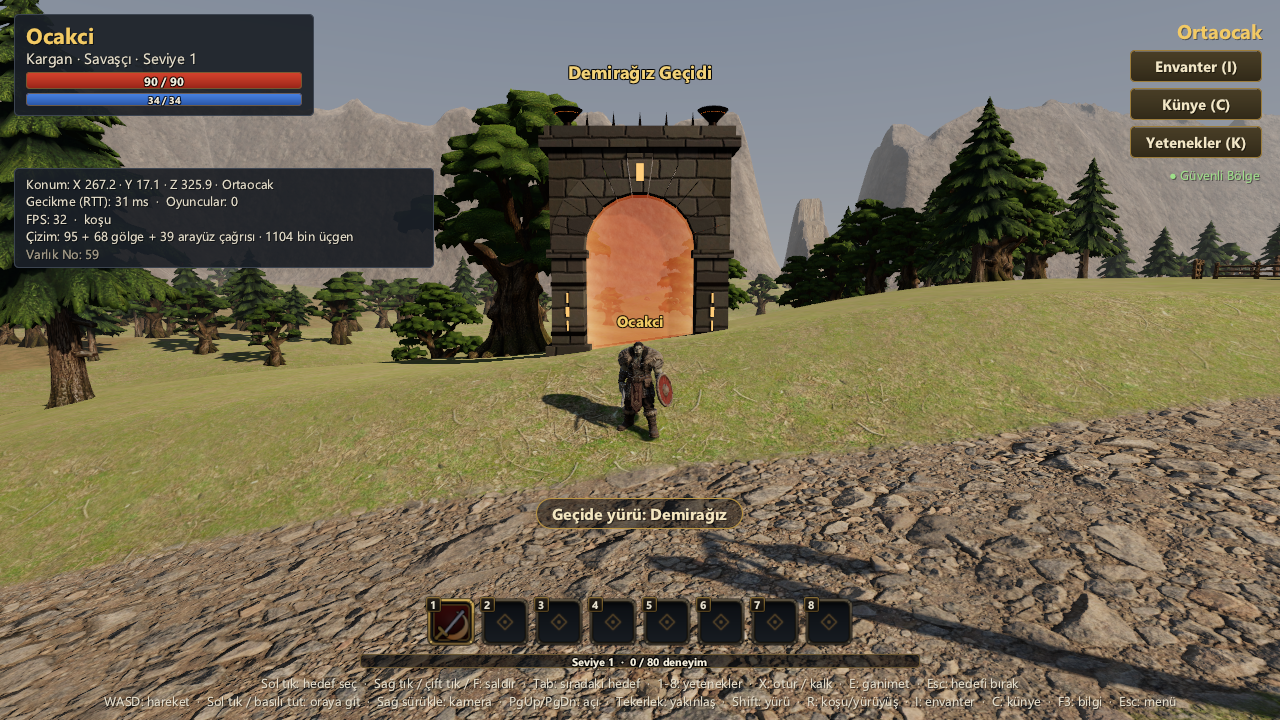 Ocakci
Kargan · Savaşçı · Seviye 1
90 / 90
34 / 34
Konum: X 267.2 · Y 17.1 · Z 325.9 · Ortaocak
Gecikme (RTT): 31 ms · Oyuncular: 0
FPS: 32 · koşu
Çizim: 95 + 68 gölge + 39 arayüz çağrısı · 1104 bin üçgen
Varlık No: 59
Demirağız Geçidi
Ortaocak
Envanter (I)
Künye (C)
Yetenekler (K)
● Güvenli Bölge
Ocakci
Geçide yürü: Demirağız
1 2 3 4 5 6 7 8
Seviye 1 · 0 / 80 deneyim
Sol tık: hedef seç · Sağ tık / çift tık / F: saldır · Tab: sıradaki hedef · 1-8: yetenekler · X: otur / kalk · E: ganimet · Esc: hedefi bırak
WASD: hareket · Sol tık / basılı tut: oraya git · Sağ sürükle: kamera · PgUp/PgDn: açı · Tekerlek: yakınlaş · Shift: yürü · R: koşu/yürüyüş · I: envanter · C: künye · F3: bilgi · Esc: menü